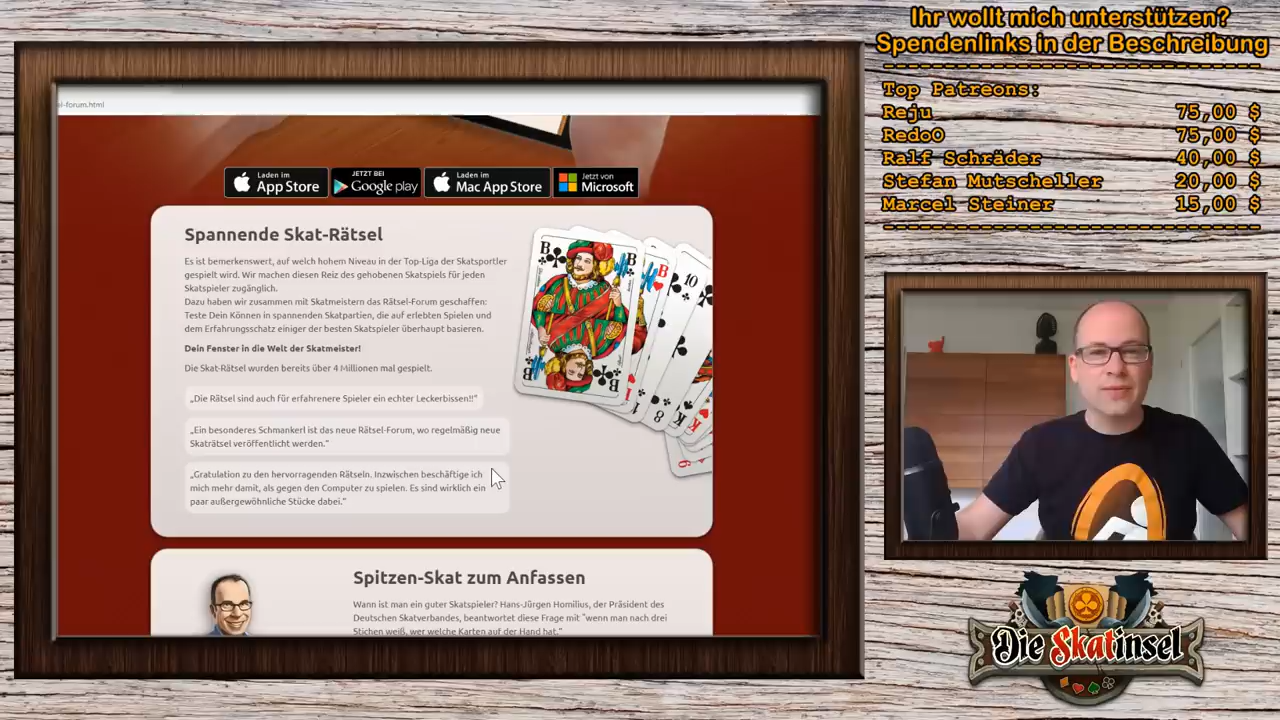 Ihr wollt mich unterstützen?
Spendenlinks in der Beschreibung
Top Patreons:
Reju 75,00 $
RedoO 75,00 $
Ralf Schräder 40,00 $
Stefan Mutscheller 20,00 $
Marcel Steiner 15,00 $
el-forum.html
Laden im
App Store
JETZT BEI
Google play
Laden im
Mac App Store
Jetzt von
Microsoft
Spannende Skat-Rätsel
Es ist bemerkenswert, auf welch hohem Niveau in der Top-Liga der Skatsportler
gespielt wird. Wir machen diesen Reiz des gehobenen Skatspiels für jeden
Skatspieler zugänglich.
Dazu haben wir zusammen mit Skatmeistern das Rätsel-Forum geschaffen:
Teste Dein Können in spannenden Skatpartien, die auf erlebten Spielen und
dem Erfahrungsschatz einiger der besten Skatspieler überhaupt basieren.
Dein Fenster in die Welt der Skatmeister!
Die Skat-Rätsel wurden bereits über 4 Millionen mal gespielt.
„Die Rätsel sind auch für erfahrenere Spieler ein echter Leckerbissen!!“
„Ein besonderes Schmankerl ist das neue Rätsel-Forum, wo regelmäßig neue
Skaträtsel veröffentlicht werden.“
„Gratulation zu den hervorragenden Rätseln. Inzwischen beschäftige ich
mich mehr damit, als gegen den Computer zu spielen. Es sind wirklich ein
paar außergewöhnliche Stücke dabei.“
B
B
B
10
B
B
8
K
K
9
Spitzen-Skat zum Anfassen
Wann ist man ein guter Skatspieler? Hans-Jürgen Homilius, der Präsident des
Deutschen Skatverbandes, beantwortet diese Frage mit "wenn man nach drei
Stichen weiß, wer welche Karten auf der Hand hat."
Die Skatinsel